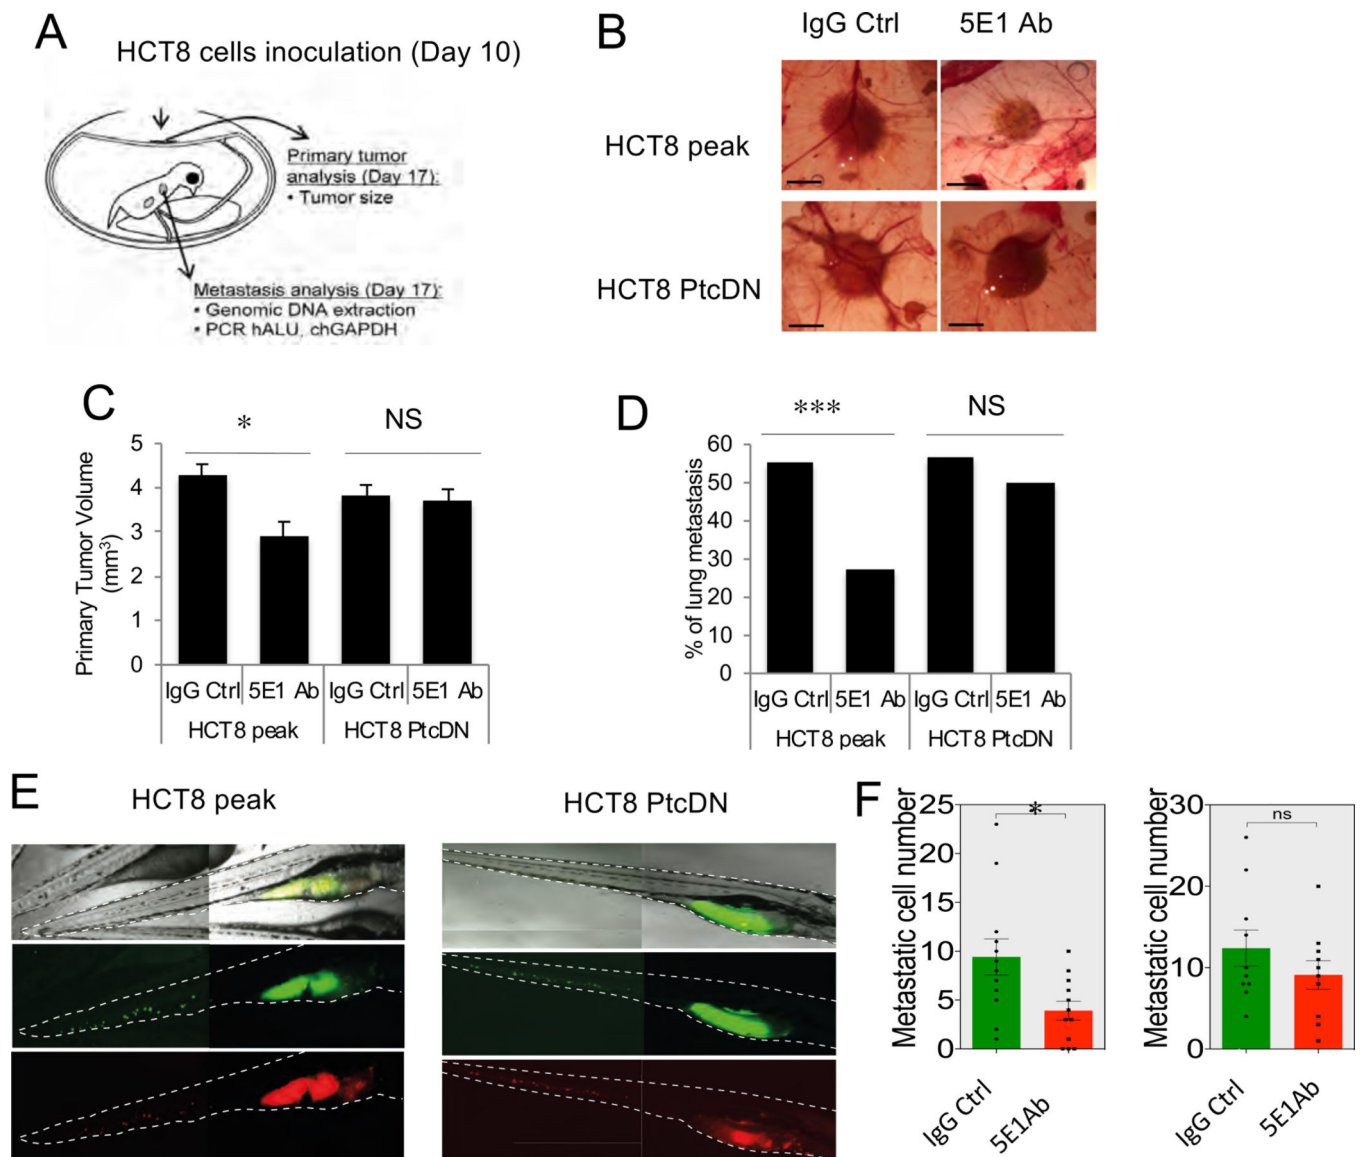 A
HCT8 cells inoculation (Day 10)
Primary tumor
analysis (Day 17):
• Tumor size
Metastasis analysis (Day 17):
• Genomic DNA extraction
• PCR hALU, chGAPDH
B
IgG Ctrl 5E1 Ab
HCT8 peak
HCT8 PtcDN
C
* NS
Primary Tumor Volume
(mm³)
5
4
3
2
1
0
IgG Ctrl 5E1 Ab IgG Ctrl 5E1 Ab
HCT8 peak HCT8 PtcDN
D
*** NS
% of lung metastasis
60
50
40
30
20
10
0
IgG Ctrl 5E1 Ab IgG Ctrl 5E1 Ab
HCT8 peak HCT8 PtcDN
E
HCT8 peak HCT8 PtcDN
F
Metastatic cell number
25
20
15
10
5
0
*
IgG Ctrl 5E1Ab
Metastatic cell number
30
20
10
0
ns
IgG Ctrl 5E1Ab